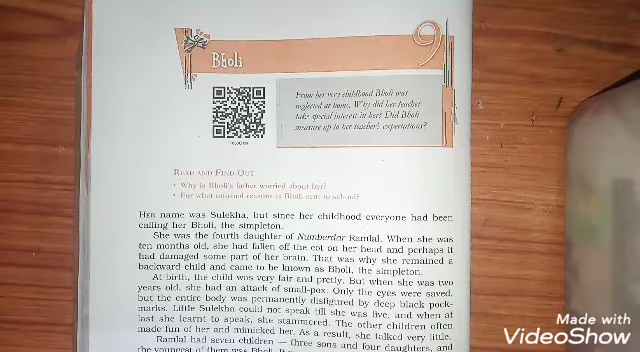 9
Bholi
From her very childhood Bholi was
neglected at home. Why did her teacher
take special interest in her? Did Bholi
measure up to her teacher's expectations?
READ AND FIND OUT
• Why is Bholi's father worried about her?
• For what unusual reasons is Bholi sent to school?
HER name was Sulekha, but since her childhood everyone had been
calling her Bholi, the simpleton.
She was the fourth daughter of Numberdar Ramlal. When she was
ten months old, she had fallen off the cot on her head and perhaps it
had damaged some part of her brain. That was why she remained a
backward child and came to be known as Bholi, the simpleton.
At birth, the child was very fair and pretty. But when she was two
years old, she had an attack of small-pox. Only the eyes were saved,
but the entire body was permanently disfigured by deep black pock-
marks. Little Sulekha could not speak till she was five, and when at
last she learnt to speak, she stammered. The other children often
made fun of her and mimicked her. As a result, she talked very little.
Ramlal had seven children — three sons and four daughters, and
the youngest of them was Bholi. It
Made with
VideoShow